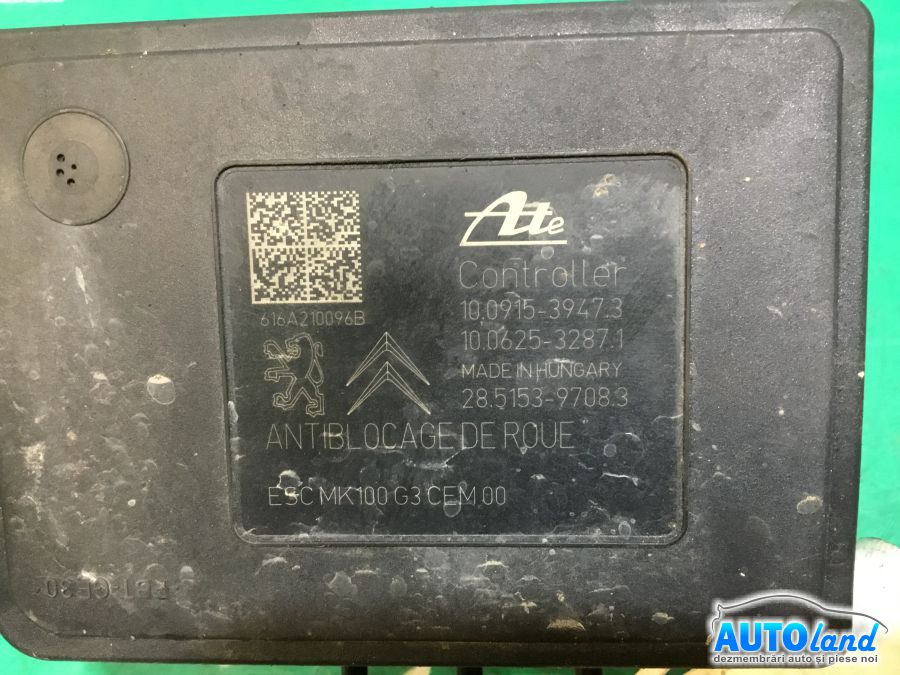 Ate
Controller
10.0915-3947.3
616A210096B
10.0625-3287.1
MADE IN HUNGARY
28.5153-9708.3
ANTIBLOCAGE DE ROUE
ESC MK100 G3 CEM 00
AUTOland
dezmembrări auto și piese noi